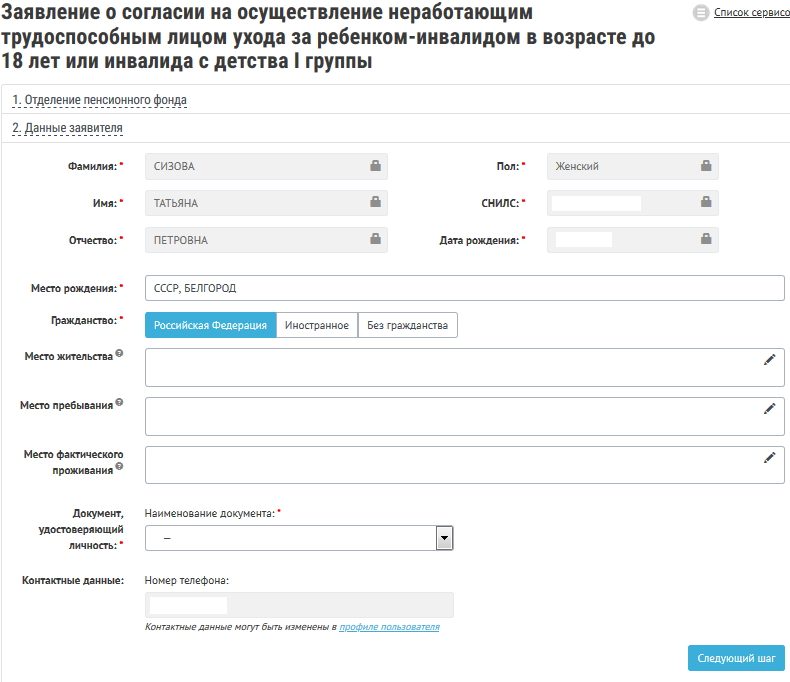 Заявление о согласии на осуществление неработающим
трудоспособным лицом ухода за ребенком-инвалидом в возрасте до
18 лет или инвалида с детства I группы
Список сервисо
1. Отделение пенсионного фонда
2. Данные заявителя
Фамилия: * СИЗОВА Пол: * Женский
Имя: * ТАТЬЯНА СНИЛС: *
Отчество: * ПЕТРОВНА Дата рождения: *
Место рождения: * СССР, БЕЛГОРОД
Гражданство: * Российская Федерация Иностранное Без гражданства
Место жительства ?
Место пребывания ?
Место фактического
проживания ?
Документ,
удостоверяющий
личность: *
Наименование документа: *
—
Контактные данные: Номер телефона:
Контактные данные могут быть изменены в профиле пользователя
Следующий шаг